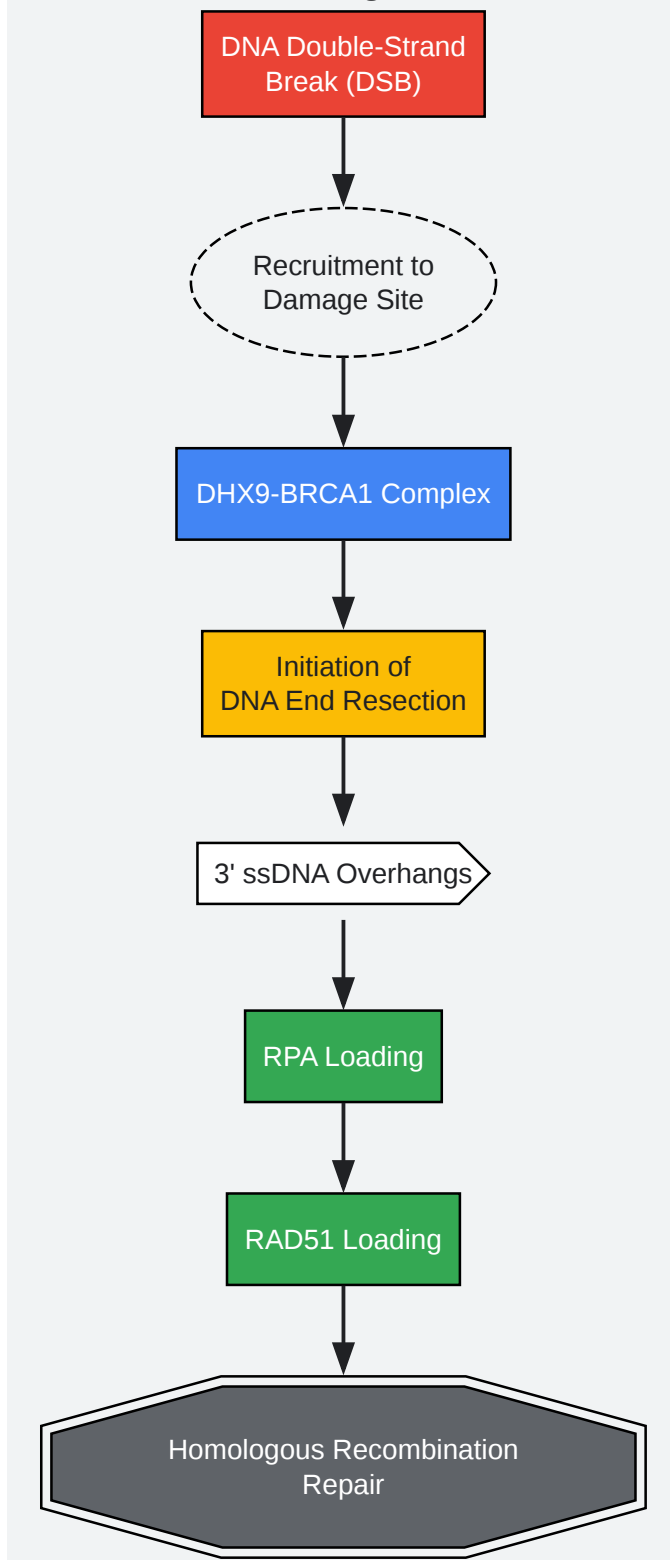 DNA Double-Strand
Break (DSB)
Recruitment to
Damage Site
DHX9-BRCA1 Complex
Initiation of
DNA End Resection
3' ssDNA Overhangs
RPA Loading
RAD51 Loading
Homologous Recombination
Repair